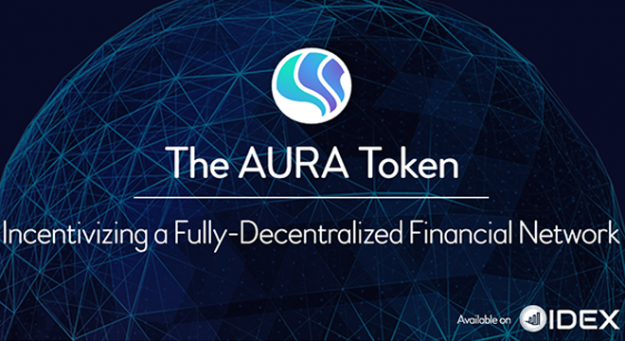 The AURA Token
Incentivizing a Fully-Decentralized Financial Network
Available on IDEX